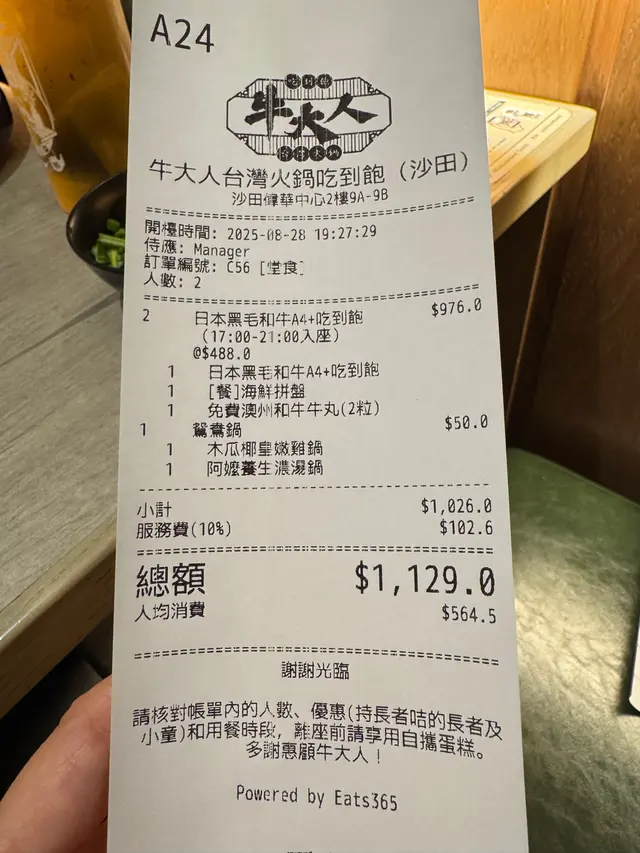 A24
吃到飽
牛大人
台灣火鍋
牛大人台灣火鍋吃到飽 (沙田)
沙田偉華中心2樓9A-9B
開檯時間: 2025-08-28 19:27:29
侍應: Manager
訂單編號: C56 [堂食]
人數: 2
2 日本黑毛和牛A4+吃到飽 $976.0
(17:00-21:00入座)
@$488.0
1 日本黑毛和牛A4+吃到飽
1 [餐]海鮮拼盤
1 免費澳州和牛牛丸(2粒)
1 鴛鴦鍋 $50.0
1 木瓜椰皇嫩雞鍋
1 阿嬤養生濃湯鍋
小計 $1,026.0
服務費(10%) $102.6
總額 $1,129.0
人均消費 $564.5
謝謝光臨
請核對帳單內的人數、優惠(持長者咭的長者及
小童)和用餐時段, 離座前請享用自攜蛋糕。
多謝惠顧牛大人!
Powered by Eats365